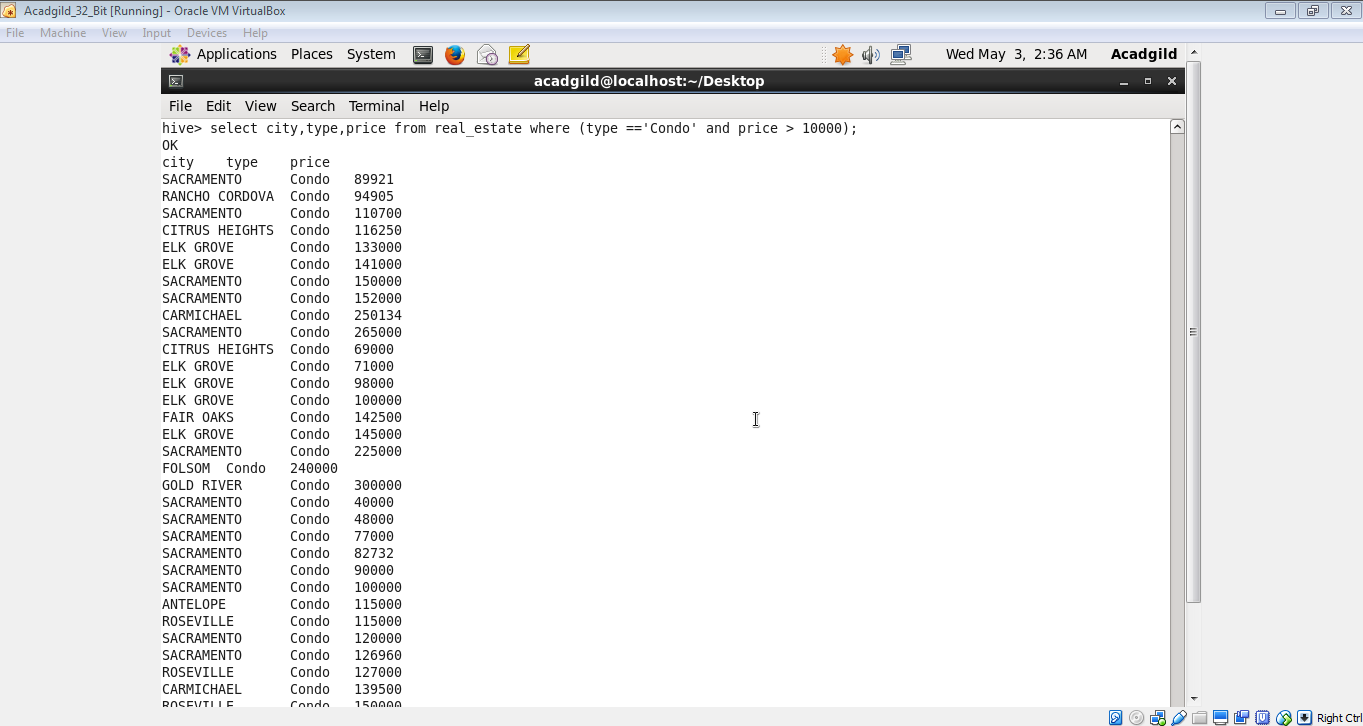 Acadgild_32_Bit [Running] - Oracle VM VirtualBox
File Machine View Input Devices Help
Applications Places System Wed May 3, 2:36 AM Acadgild
acadgild@localhost:~/Desktop
File Edit View Search Terminal Help
hive> select city,type,price from real_estate where (type =='Condo' and price > 10000);
OK
city type price
SACRAMENTO Condo 89921
RANCHO CORDOVA Condo 94905
SACRAMENTO Condo 110700
CITRUS HEIGHTS Condo 116250
ELK GROVE Condo 133000
ELK GROVE Condo 141000
SACRAMENTO Condo 150000
SACRAMENTO Condo 152000
CARMICHAEL Condo 250134
SACRAMENTO Condo 265000
CITRUS HEIGHTS Condo 69000
ELK GROVE Condo 71000
ELK GROVE Condo 98000
ELK GROVE Condo 100000
FAIR OAKS Condo 142500
ELK GROVE Condo 145000
SACRAMENTO Condo 225000
FOLSOM Condo 240000
GOLD RIVER Condo 300000
SACRAMENTO Condo 40000
SACRAMENTO Condo 48000
SACRAMENTO Condo 77000
SACRAMENTO Condo 82732
SACRAMENTO Condo 90000
SACRAMENTO Condo 100000
ANTELOPE Condo 115000
ROSEVILLE Condo 115000
SACRAMENTO Condo 120000
SACRAMENTO Condo 126960
ROSEVILLE Condo 127000
CARMICHAEL Condo 139500
ROSEVILLE Condo 150000
Right Ctrl